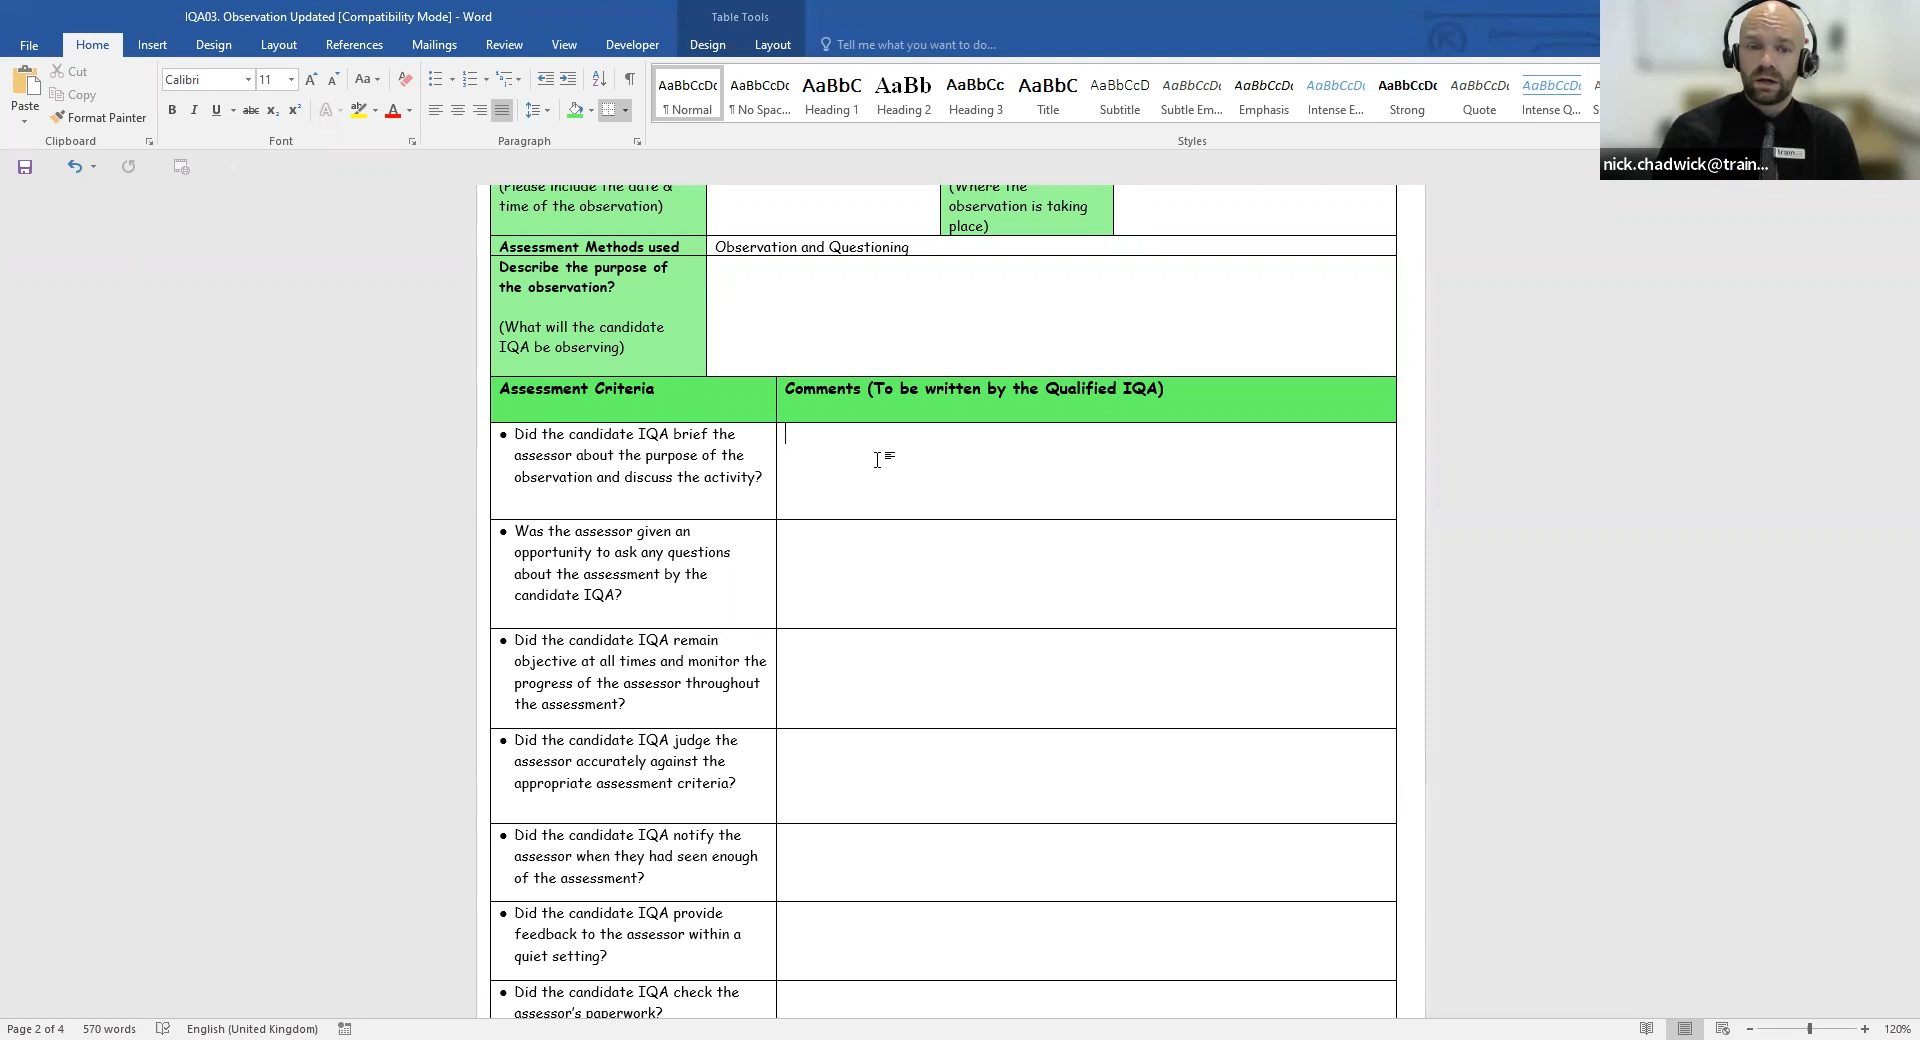 IQA03. Observation Updated [Compatibility Mode] - Word
Table Tools
File
Home
Insert
Design
Layout
References
Mailings
Review
View
Developer
Design
Layout
Tell me what you want to do...
Cut
Copy
Format Painter
Paste
Clipboard
Calibri
11
Font
Paragraph
AaBbCcDc
¶ Normal
AaBbCcDc
¶ No Spac...
AaBbC
Heading 1
AaBb
Heading 2
AaBbCc
Heading 3
AaBbC
Title
AaBbCcD
Subtitle
AaBbCcDc
Subtle Em...
AaBbCcDc
Emphasis
AaBbCcDc
Intense E...
AaBbCcDc
Strong
AaBbCcDc
Quote
AaBbCcDc
Intense Q...
Styles
train
nick.chadwick@train...
(Please include the date &
time of the observation)
(Where the
observation is taking
place)
Assessment Methods used
Observation and Questioning
Describe the purpose of
the observation?
(What will the candidate
IQA be observing)
Assessment Criteria
Comments (To be written by the Qualified IQA)
● Did the candidate IQA brief the
assessor about the purpose of the
observation and discuss the activity?
● Was the assessor given an
opportunity to ask any questions
about the assessment by the
candidate IQA?
● Did the candidate IQA remain
objective at all times and monitor the
progress of the assessor throughout
the assessment?
● Did the candidate IQA judge the
assessor accurately against the
appropriate assessment criteria?
● Did the candidate IQA notify the
assessor when they had seen enough
of the assessment?
● Did the candidate IQA provide
feedback to the assessor within a
quiet setting?
● Did the candidate IQA check the
assessor's paperwork?
Page 2 of 4
570 words
English (United Kingdom)
120%